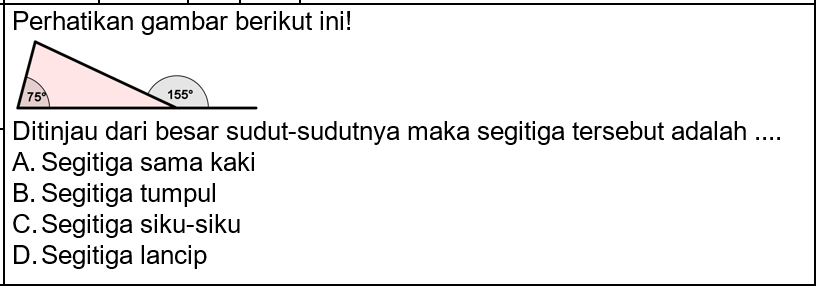 Perhatikan gambar berikut ini!
75°
155°
Ditinjau dari besar sudut-sudutnya maka segitiga tersebut adalah ....
A. Segitiga sama kaki
B. Segitiga tumpul
C. Segitiga siku-siku
D. Segitiga lancip